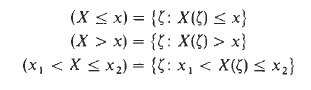 (X ≤ x) = {ζ: X(ζ) ≤ x}
(X > x) = {ζ: X(ζ) > x}
(x₁ < X ≤ x₂) = {ζ: x₁ < X(ζ) ≤ x₂}